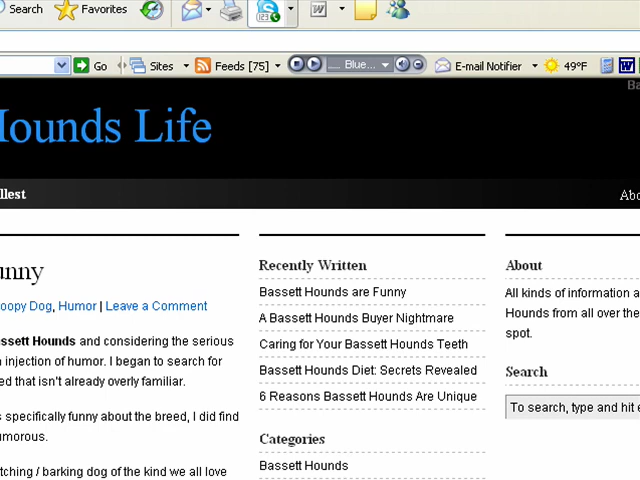 Search Favorites
Go Sites Feeds [75] Blue... E-mail Notifier 49°F
Ba
Hounds Life
llest
Abo
unny
oopy Dog, Humor | Leave a Comment
ssett Hounds and considering the serious
injection of humor. I began to search for
ed that isn't already overly familiar.
s specifically funny about the breed, I did find
umorous.
tching / barking dog of the kind we all love
Recently Written
Bassett Hounds are Funny
A Bassett Hounds Buyer Nightmare
Caring for Your Bassett Hounds Teeth
Bassett Hounds Diet: Secrets Revealed
6 Reasons Bassett Hounds Are Unique
Categories
Bassett Hounds
About
All kinds of information a
Hounds from all over the
spot.
Search
To search, type and hit e